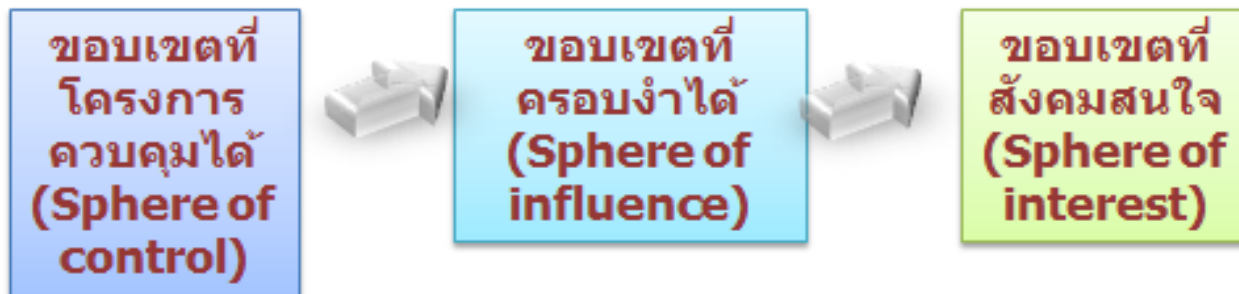 ขอบเขตที่
โครงการ
ควบคุมได้
(Sphere of
control)
ขอบเขตที่
ครอบงำได้
(Sphere of
influence)
ขอบเขตที่
สังคมสนใจ
(Sphere of
interest)